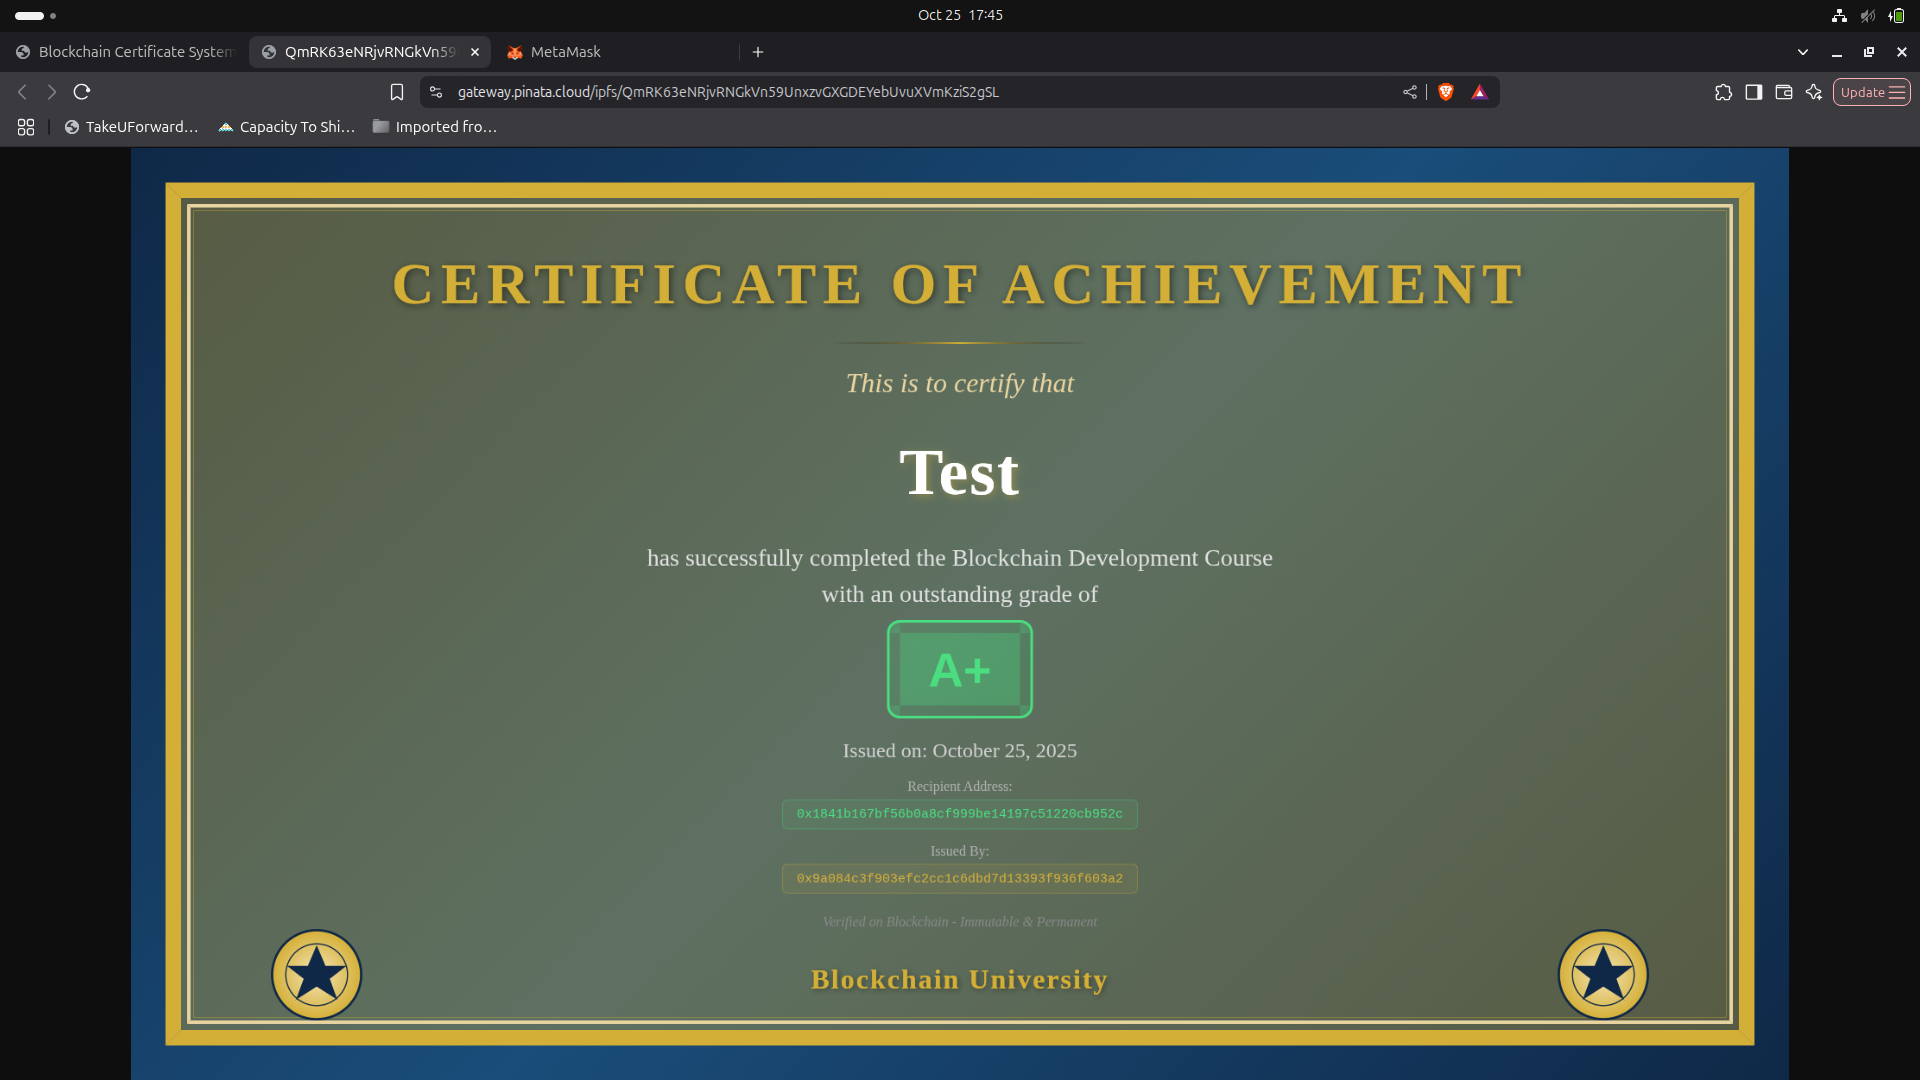 Oct 25 17:45
Blockchain Certificate System
QmRK63eNRjvRNGkVn59
MetaMask
gateway.pinata.cloud/ipfs/QmRK63eNRjvRNGkVn59UnxzvGXGDEYebUvuXVmKziS2gSL
Update
TakeUForward...
Capacity To Shi...
Imported fro...
CERTIFICATE OF ACHIEVEMENT
This is to certify that
Test
has successfully completed the Blockchain Development Course
with an outstanding grade of
A+
Issued on: October 25, 2025
Recipient Address:
0x1841b167bf56b0a8cf999be14197c51220cb952c
Issued By:
0x9a084c3f903efc2cc1c6dbd7d13393f936f603a2
Verified on Blockchain - Immutable & Permanent
Blockchain University